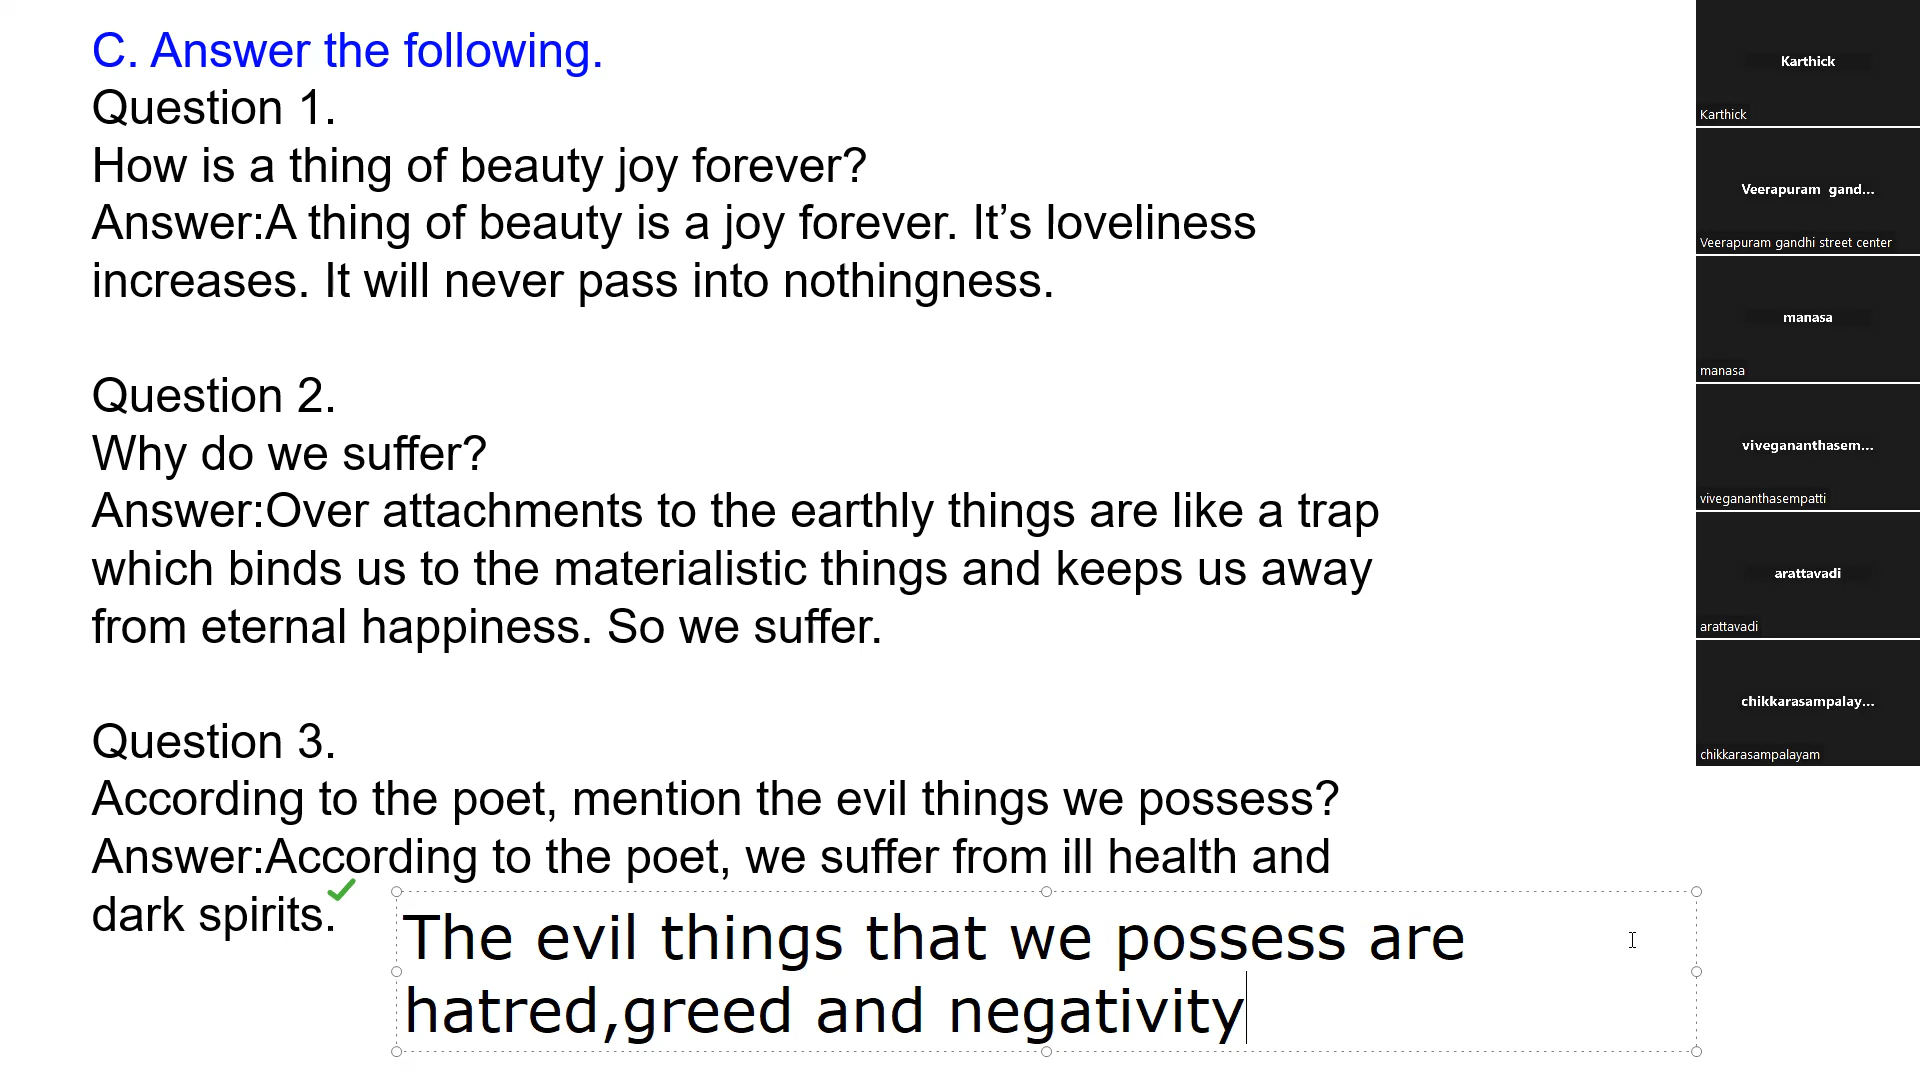 C. Answer the following.
Question 1.
How is a thing of beauty joy forever?
Answer:A thing of beauty is a joy forever. It’s loveliness
increases. It will never pass into nothingness.
Question 2.
Why do we suffer?
Answer:Over attachments to the earthly things are like a trap
which binds us to the materialistic things and keeps us away
from eternal happiness. So we suffer.
Question 3.
According to the poet, mention the evil things we possess?
Answer:According to the poet, we suffer from ill health and
dark spirits.
The evil things that we possess are
hatred,greed and negativity
Karthick
Karthick
Veerapuram gand...
Veerapuram gandhi street center
manasa
manasa
vivegananthasem...
vivegananthasempatti
arattavadi
arattavadi
chikkarasampalay...
chikkarasampalayam